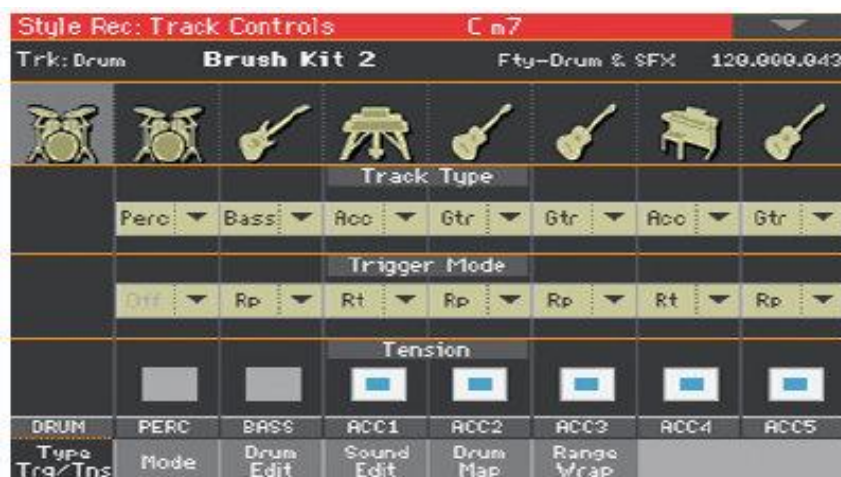 Style Rec: Track Controls C m7
Trk: Drum Brush Kit 2 Fty-Drum & SFX 120.000.043
Track Type
Perc Bass Acc Gtr Gtr Acc Gtr
Trigger Mode
Off Rp Rt Rp Rp Rt Rp
Tension
DRUM PERC BASS ACC1 ACC2 ACC3 ACC4 ACC5
Type Mode Drum Sound Drum Range
Trg/Tns Edit Edit Map Wrap